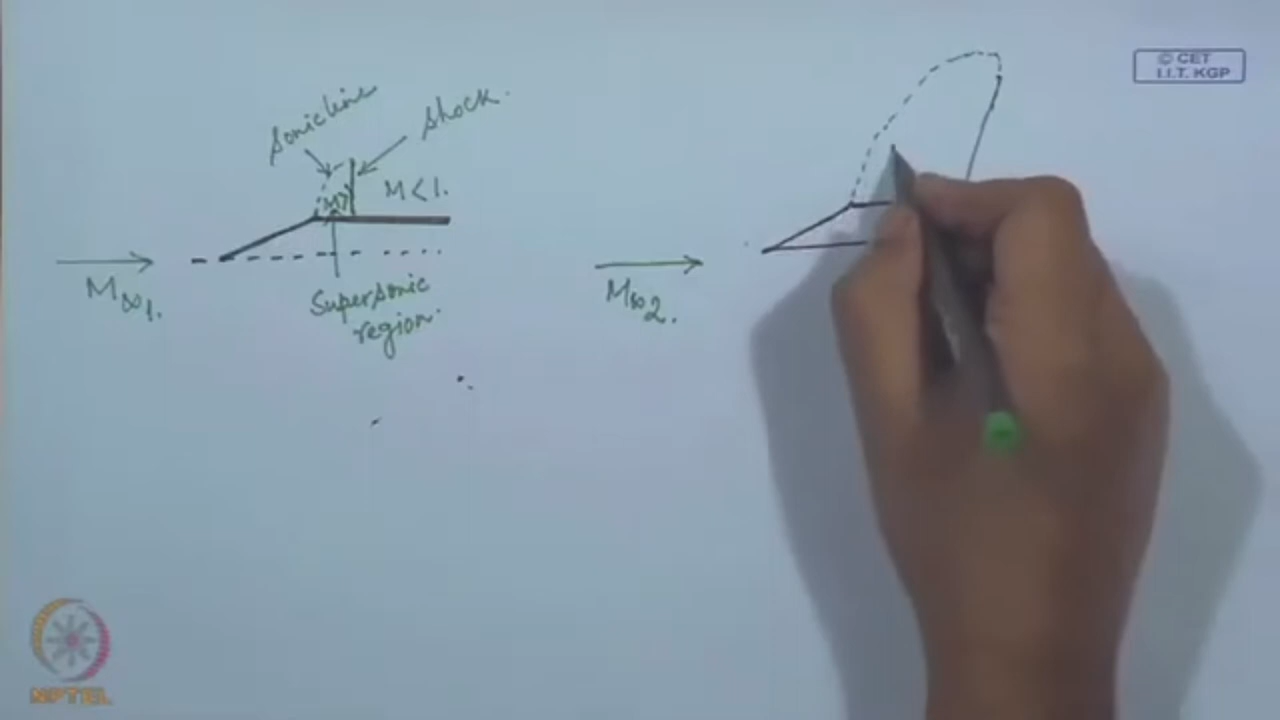 © CET
I.I.T. KGP
Sonic line
Shock.
M>1
M<1.
M∞1.
Supersonic
region.
M∞2.
NPTEL